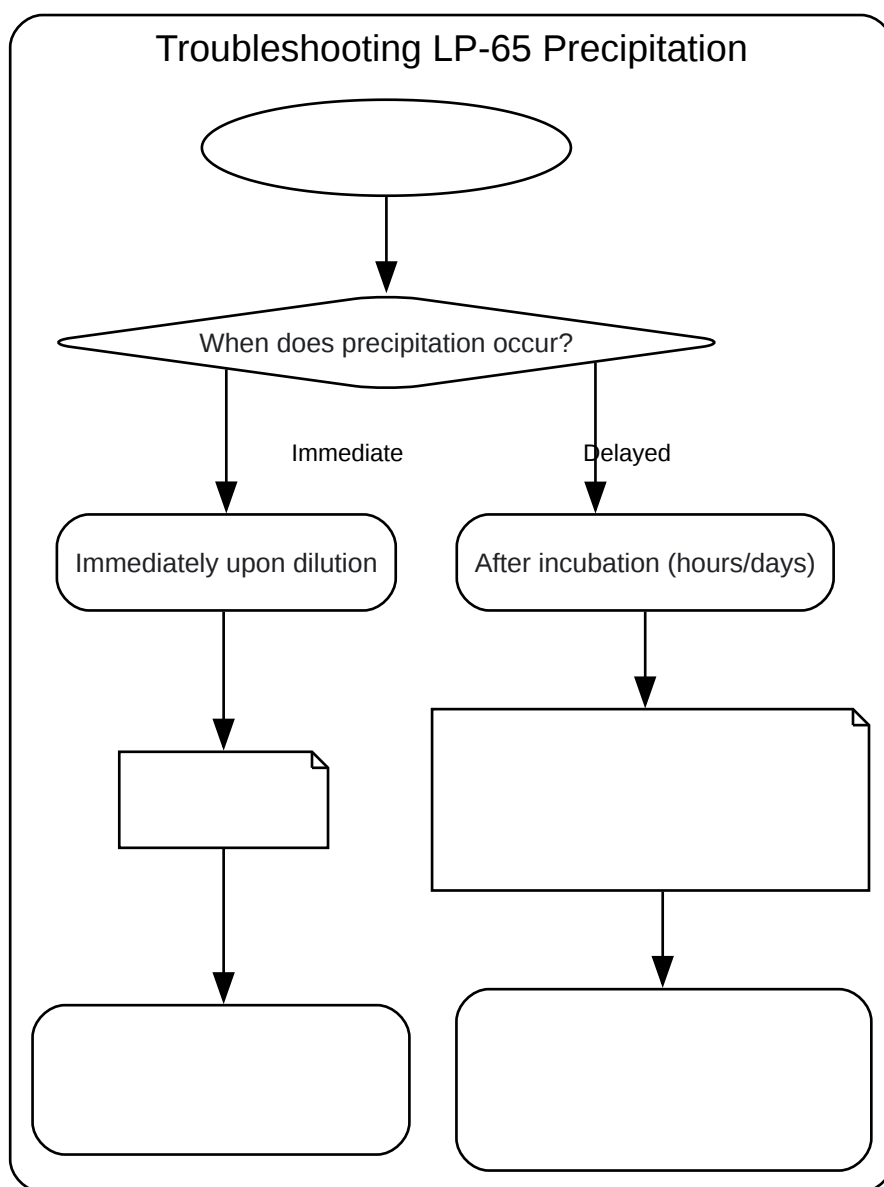 Troubleshooting LP-65 Precipitation
When does precipitation occur?
Immediate
Delayed
Immediately upon dilution
After incubation (hours/days)